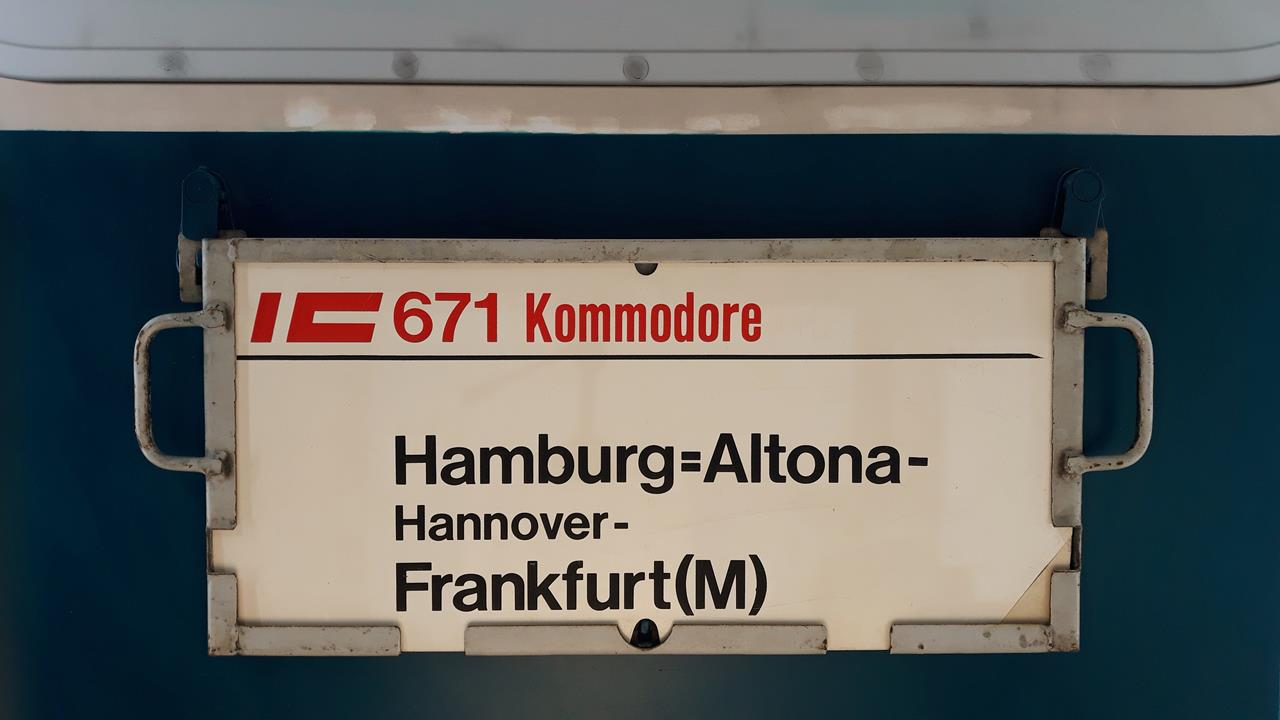 IC 671 Kommodore
Hamburg=Altona-
Hannover-
Frankfurt(M)